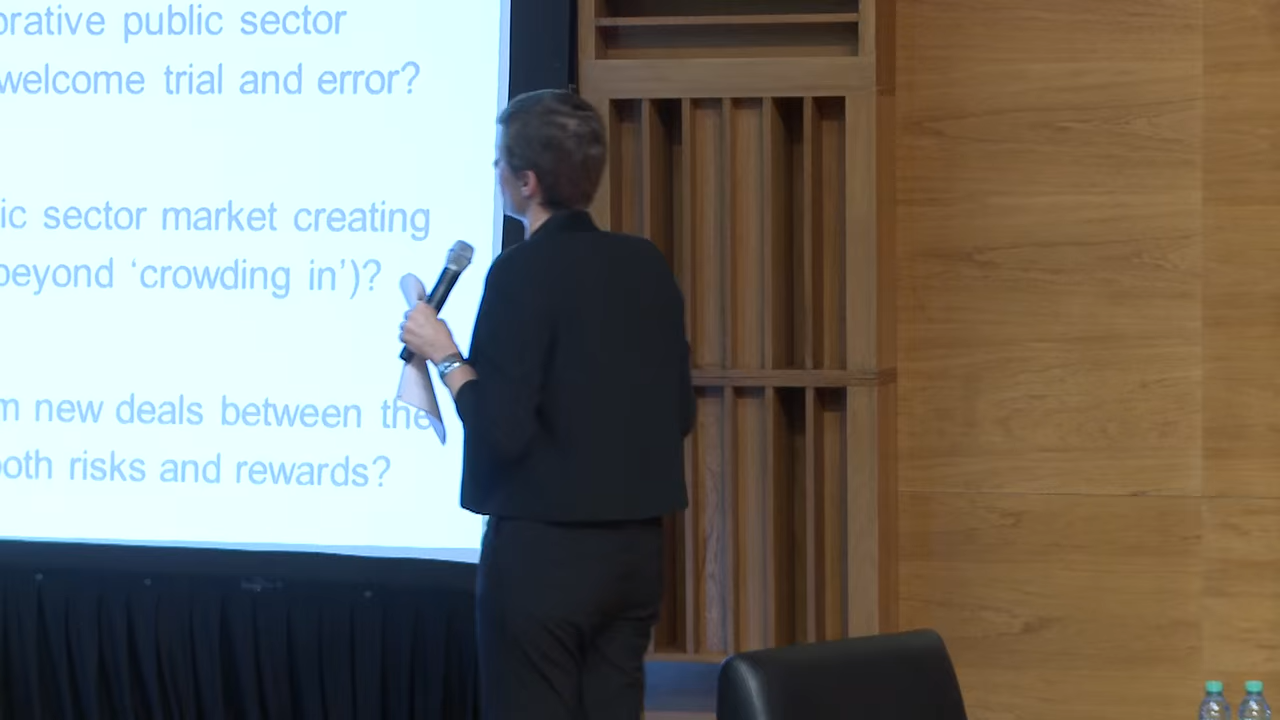 orative public sector
welcome trial and error?
ic sector market creating
beyond ‘crowding in’)?
m new deals between the
both risks and rewards?